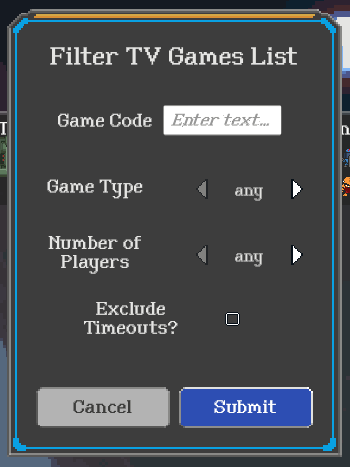 Filter TV Games List
Game Code Enter text...
Game Type any
Number of
Players any
Exclude
Timeouts?
Cancel Submit